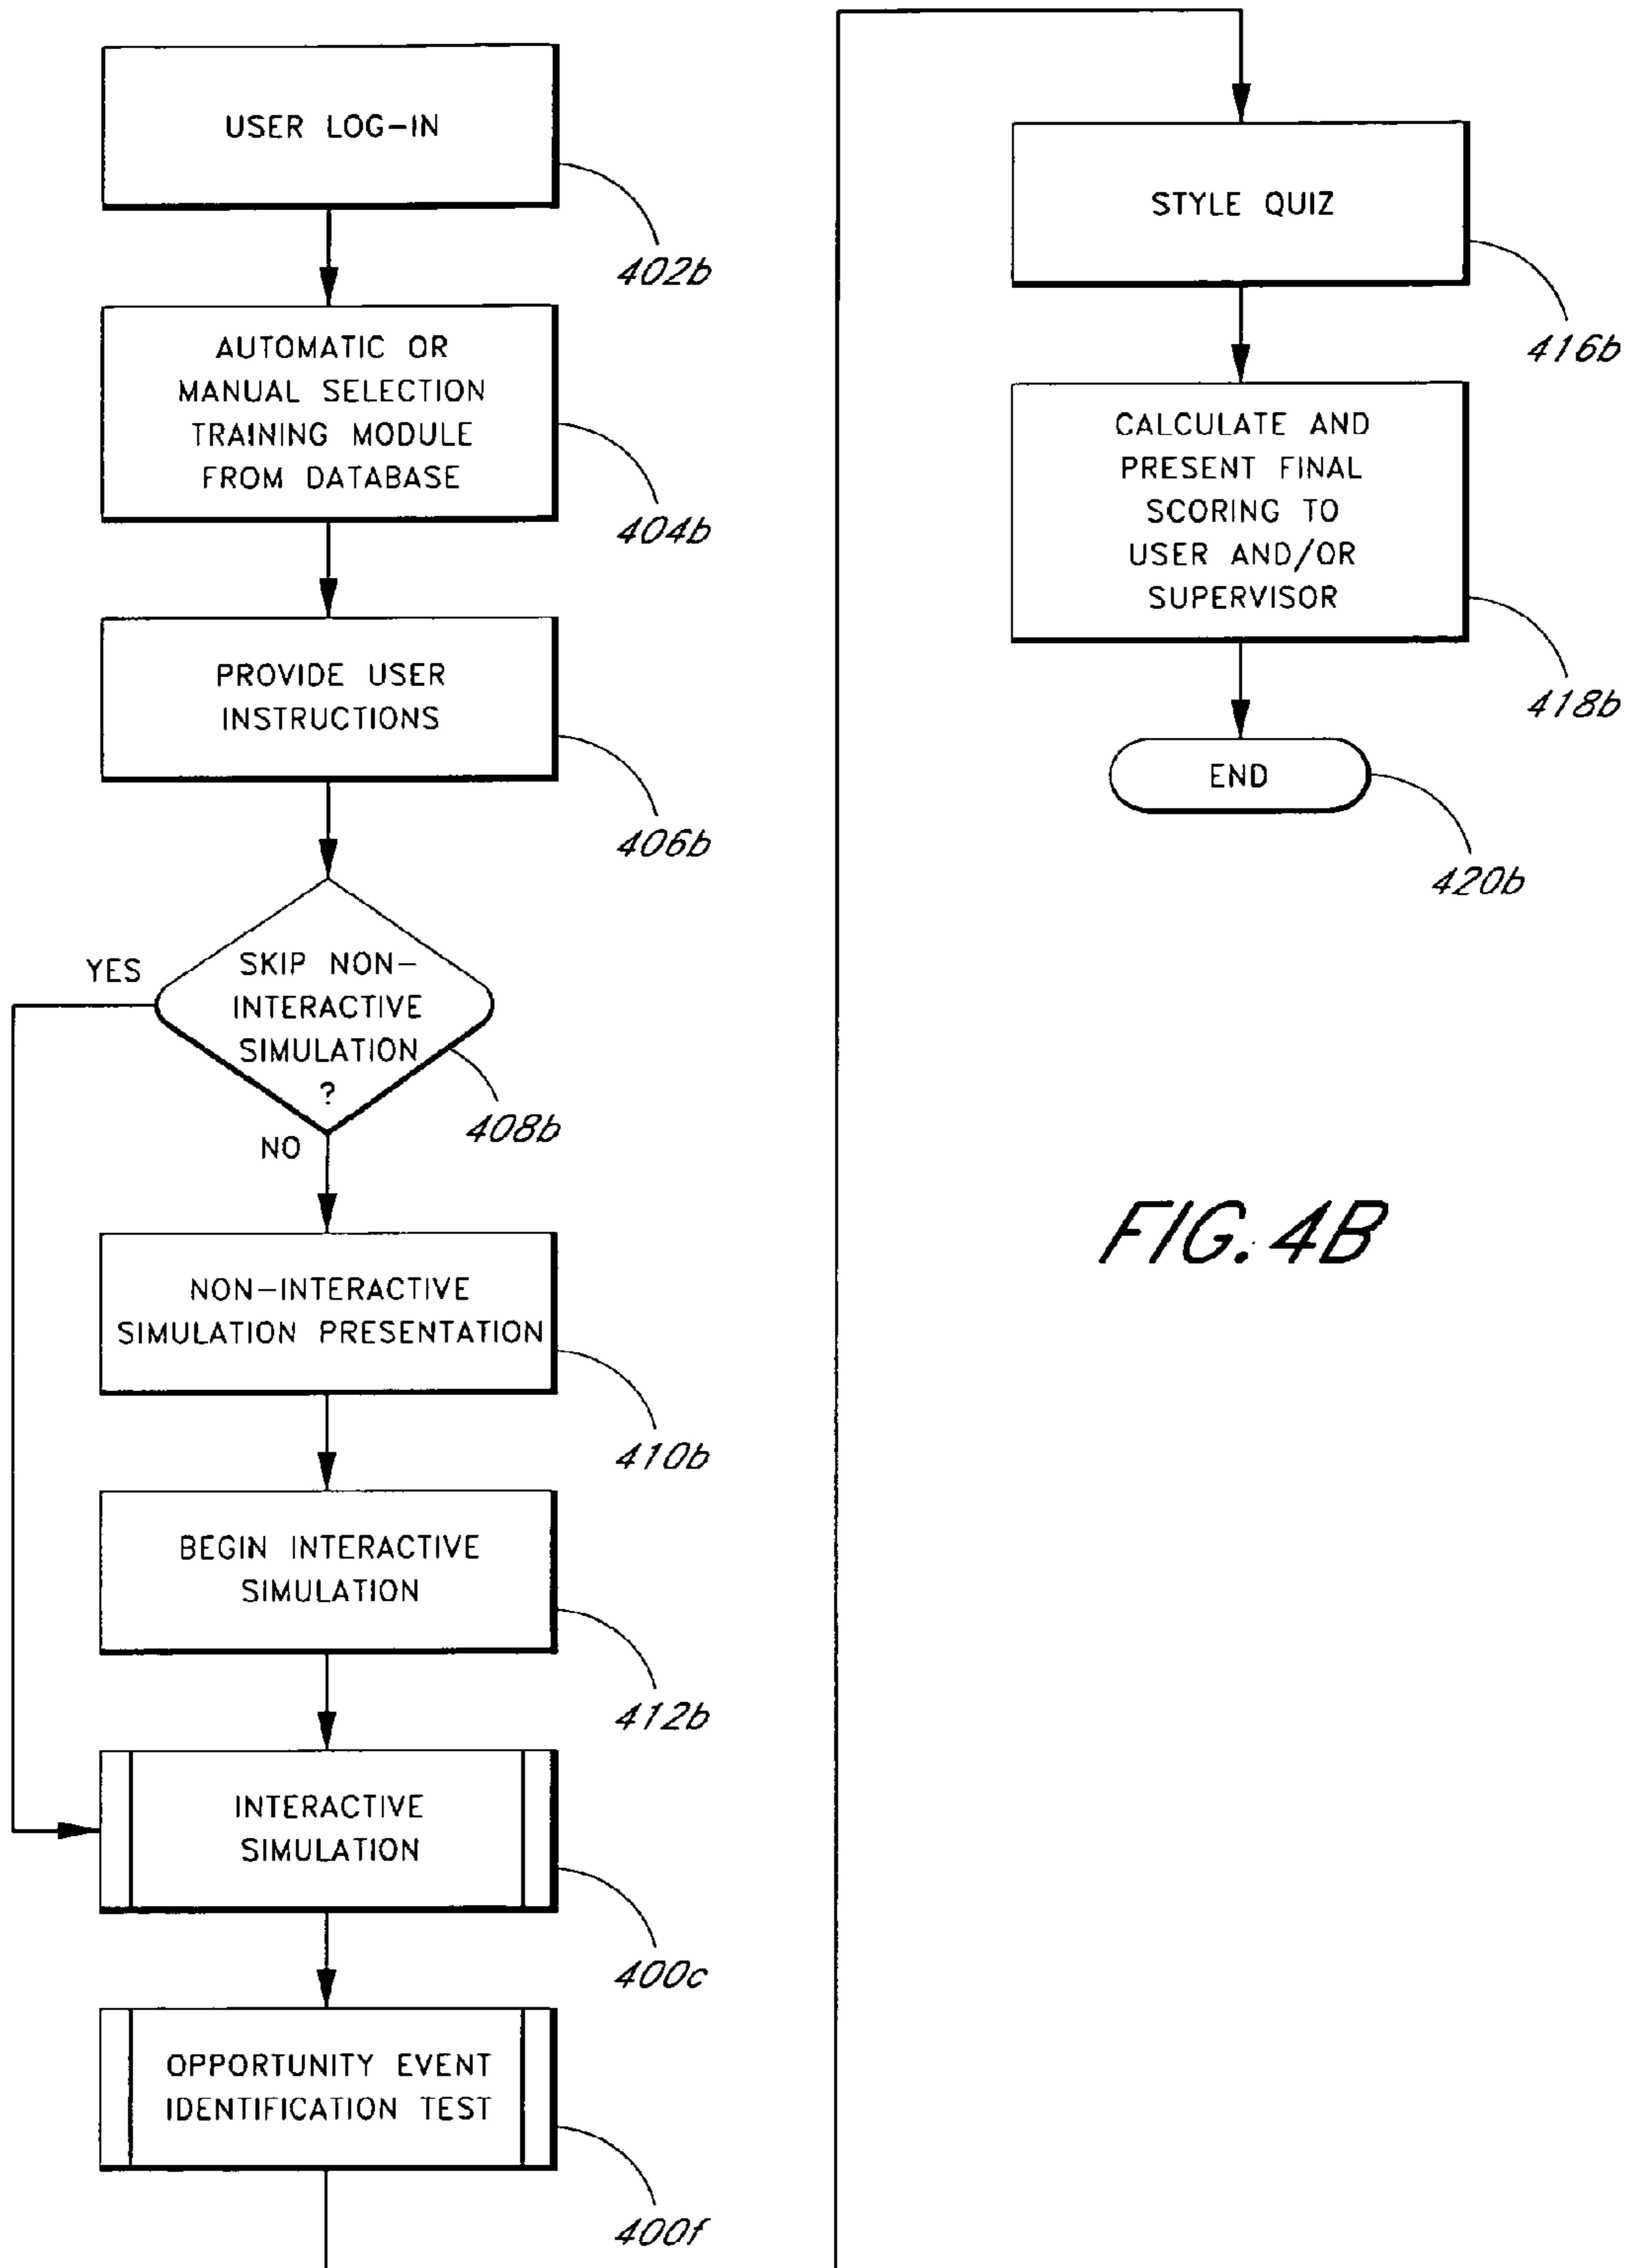 USER LOG-IN
402b
AUTOMATIC OR
MANUAL SELECTION
TRAINING MODULE
FROM DATABASE
404b
PROVIDE USER
INSTRUCTIONS
406b
YES
SKIP NON-
INTERACTIVE
SIMULATION
?
408b
NO
NON-INTERACTIVE
SIMULATION PRESENTATION
410b
BEGIN INTERACTIVE
SIMULATION
412b
INTERACTIVE
SIMULATION
400c
OPPORTUNITY EVENT
IDENTIFICATION TEST
400f
STYLE QUIZ
416b
CALCULATE AND
PRESENT FINAL
SCORING TO
USER AND/OR
SUPERVISOR
418b
END
420b
FIG. 4B